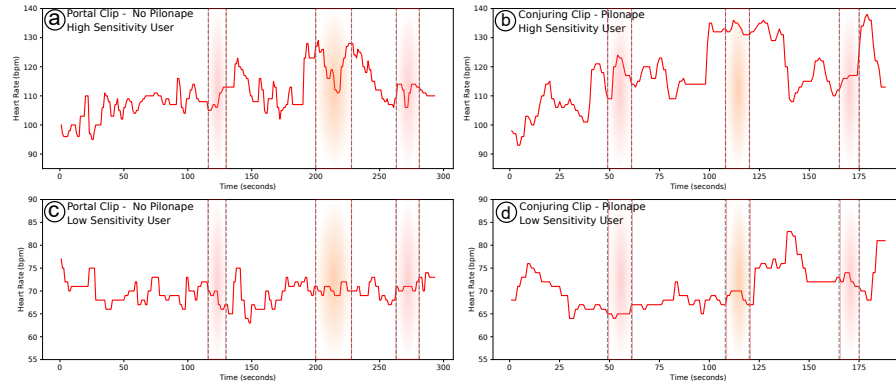 a Portal Clip - No Pilonape
High Sensitivity User
Heart Rate (bpm)
140
130
120
110
100
90
0 50 100 150 200 250 300
Time (seconds)
b Conjuring Clip - Pilonape
High Sensitivity User
Heart Rate (bpm)
140
130
120
110
100
90
0 25 50 75 100 125 150 175
Time (seconds)
c Portal Clip - No Pilonape
Low Sensitivity User
Heart Rate (bpm)
90
85
80
75
70
65
60
55
0 50 100 150 200 250 300
Time (seconds)
d Conjuring Clip - Pilonape
Low Sensitivity User
Heart Rate (bpm)
90
85
80
75
70
65
60
55
0 25 50 75 100 125 150 175
Time (seconds)